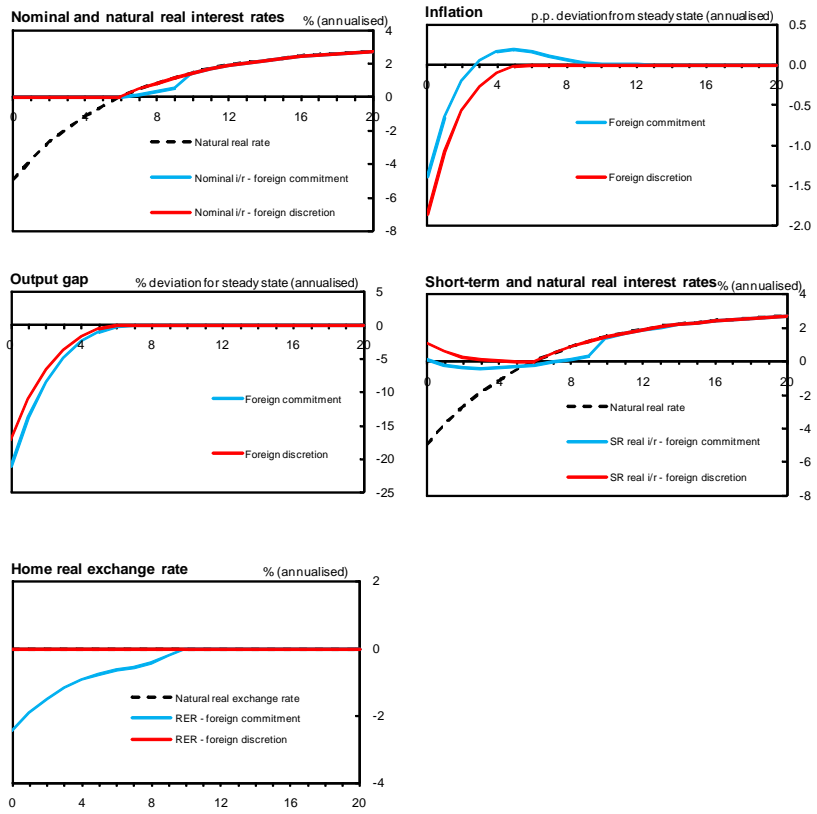 Nominal and natural real interest rates % (annualised)
4
2
0
-2
-4
-6
-8
0 4 8 12 16 20
Natural real rate
Nominal i/r - foreign commitment
Nominal i/r - foreign discretion
Inflation p.p. deviation from steady state (annualised)
0.5
0.0
-0.5
-1.0
-1.5
-2.0
0 4 8 12 16 20
Foreign commitment
Foreign discretion
Output gap % deviation for steady state (annualised)
5
0
-5
-10
-15
-20
-25
0 4 8 12 16 20
Foreign commitment
Foreign discretion
Short-term and natural real interest rates % (annualised)
4
2
0
-2
-4
-6
-8
0 4 8 12 16 20
Natural real rate
SR real i/r - foreign commitment
SR real i/r - foreign discretion
Home real exchange rate % (annualised)
2
0
-2
-4
Natural real exchange rate
RER - foreign commitment
RER - foreign discretion
0 4 8 12 16 20